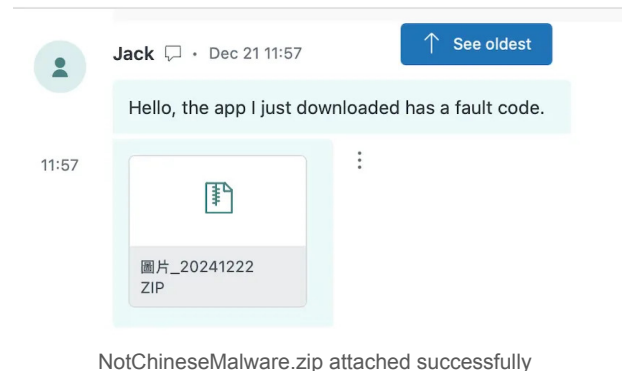 Jack · Dec 21 11:57
↑ See oldest
Hello, the app I just downloaded has a fault code.
11:57
圖片_20241222
ZIP
NotChineseMalware.zip attached successfully